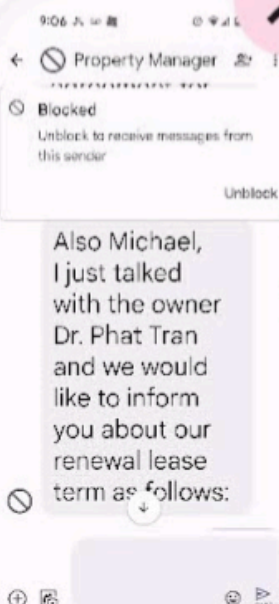 9:06
Property Manager
Blocked
Unblock to receive messages from
this sender
Unblock
Also Michael,
I just talked
with the owner
Dr. Phat Tran
and we would
like to inform
you about our
renewal lease
term as follows: